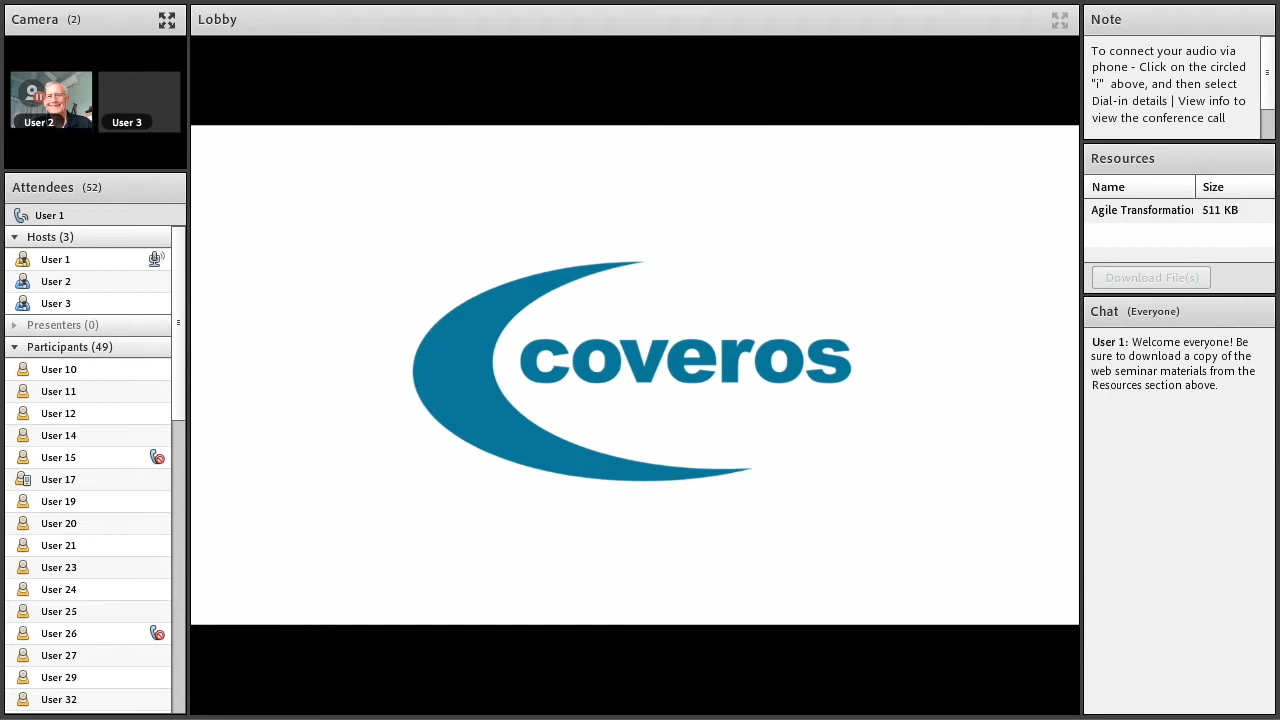 Camera (2)
User 2
User 3
Attendees (52)
User 1
Hosts (3)
User 1
User 2
User 3
Presenters (0)
Participants (49)
User 10
User 11
User 12
User 14
User 15
User 17
User 19
User 20
User 21
User 23
User 24
User 25
User 26
User 27
User 29
User 32
Lobby
coveros
Note
To connect your audio via
phone - Click on the circled
"i" above, and then select
Dial-in details | View info to
view the conference call
Resources
Name Size
Agile Transformation 511 KB
Download File(s)
Chat (Everyone)
User 1: Welcome everyone! Be
sure to download a copy of the
web seminar materials from the
Resources section above.